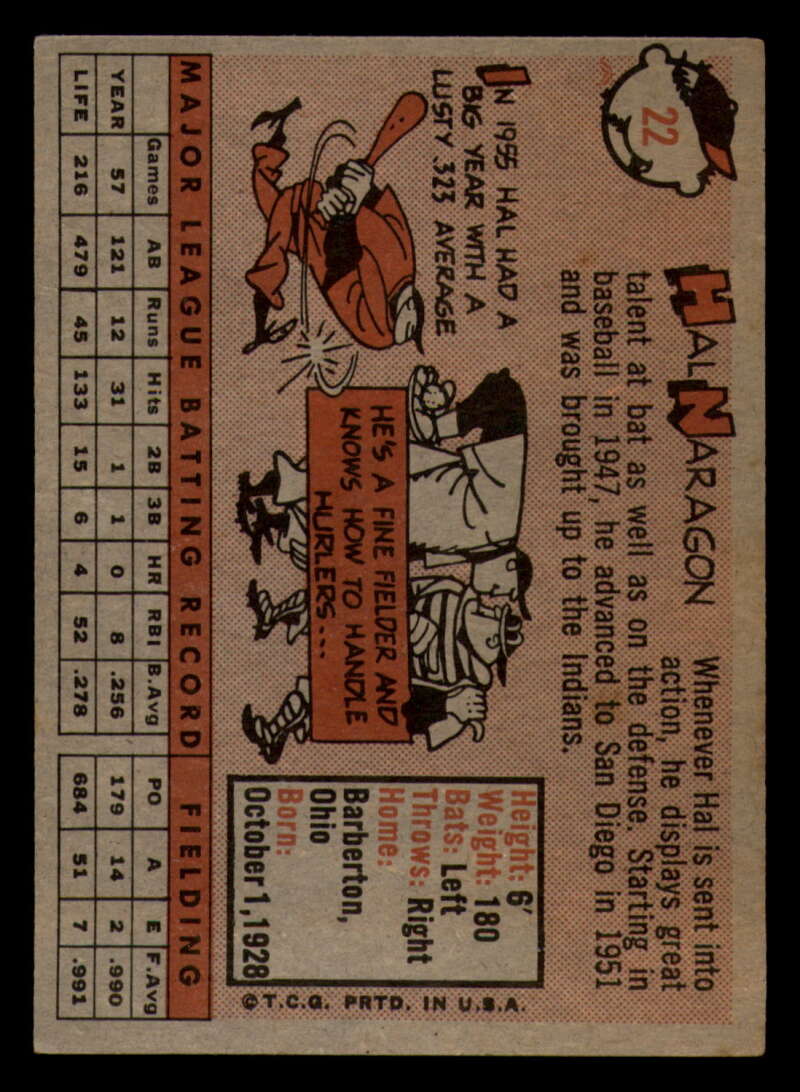 22
HAL NARAGON
Whenever Hal is sent into
action, he displays great
talent at bat as well as on the defense. Starting in
baseball in 1947, he advanced to San Diego in 1951
and was brought up to the Indians.
IN 1955 HAL HAD A
BIG YEAR WITH A
LUSTY .323 AVERAGE
HE'S A FINE FIELDER AND
KNOWS HOW TO HANDLE
HURLERS...
Height: 6'
Weight: 180
Bats: Left
Throws: Right
Home:
Barberton,
Ohio
Born:
October 1, 1928
©T.C.G. PRTD. IN U.S.A.
MAJOR LEAGUE BATTING RECORD FIELDING
Games AB Runs Hits 2B 3B HR RBI B.Avg PO A E F.Avg
YEAR 57 121 12 31 1 1 0 8 .256 179 14 2 .990
LIFE 216 479 45 133 15 6 4 52 .278 684 51 7 .991